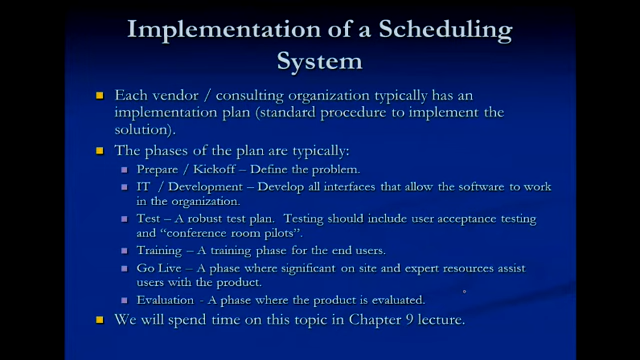 Implementation of a Scheduling
System
Each vendor / consulting organization typically has an
implementation plan (standard procedure to implement the
solution).
The phases of the plan are typically:
Prepare / Kickoff – Define the problem.
IT / Development – Develop all interfaces that allow the software to work
in the organization.
Test – A robust test plan. Testing should include user acceptance testing
and “conference room pilots”.
Training – A training phase for the end users.
Go Live – A phase where significant on site and expert resources assist
users with the product.
Evaluation - A phase where the product is evaluated.
We will spend time on this topic in Chapter 9 lecture.